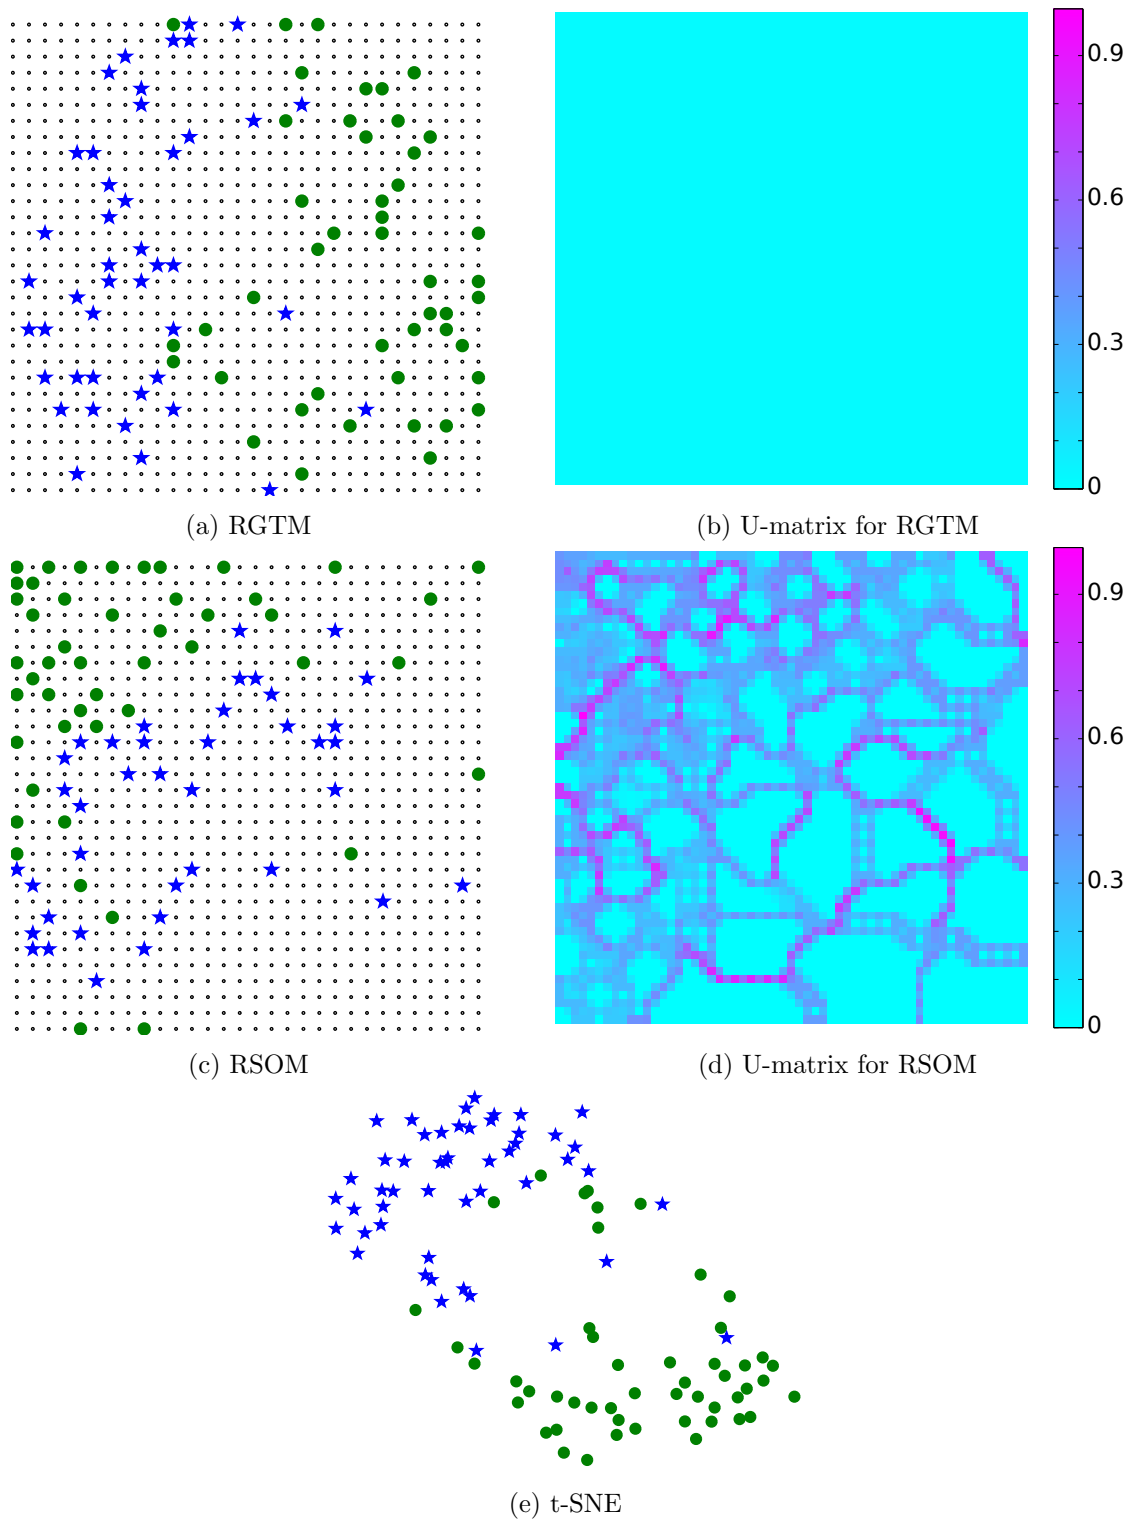 0.9
0.6
0.3
0
(a) RGTM
(b) U-matrix for RGTM
0.9
0.6
0.3
0
(c) RSOM
(d) U-matrix for RSOM
(e) t-SNE